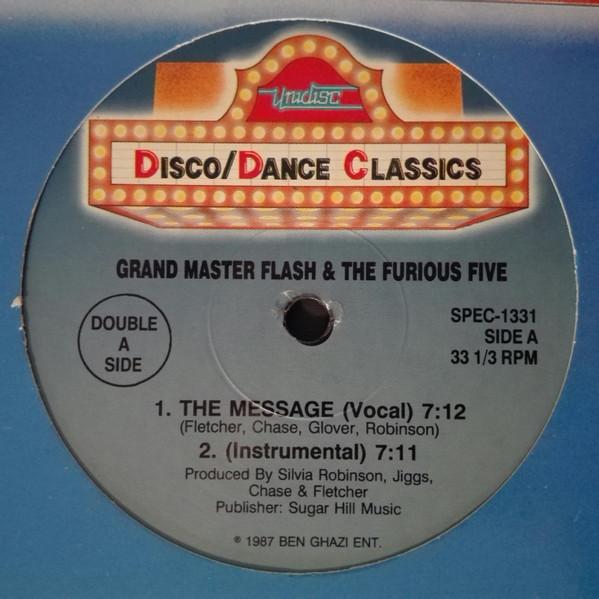 Unidisc
DISCO/DANCE CLASSICS
GRAND MASTER FLASH & THE FURIOUS FIVE
DOUBLE
A
SIDE
SPEC-1331
SIDE A
33 1/3 RPM
1. THE MESSAGE (Vocal) 7:12
(Fletcher, Chase, Glover, Robinson)
2. (Instrumental) 7:11
Produced By Silvia Robinson, Jiggs,
Chase & Fletcher
Publisher: Sugar Hill Music
℗ 1987 BEN GHAZI ENT.